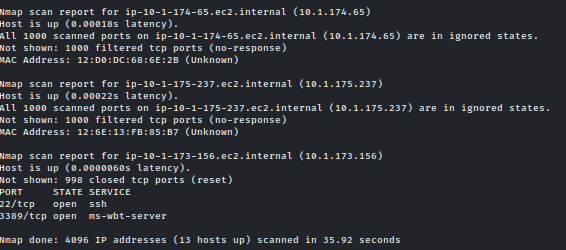 Nmap scan report for ip-10-1-174-65.ec2.internal (10.1.174.65)
Host is up (0.00018s latency).
All 1000 scanned ports on ip-10-1-174-65.ec2.internal (10.1.174.65) are in ignored states.
Not shown: 1000 filtered tcp ports (no-response)
MAC Address: 12:D0:DC:68:6E:2B (Unknown)
Nmap scan report for ip-10-1-175-237.ec2.internal (10.1.175.237)
Host is up (0.00022s latency).
All 1000 scanned ports on ip-10-1-175-237.ec2.internal (10.1.175.237) are in ignored states.
Not shown: 1000 filtered tcp ports (no-response)
MAC Address: 12:6E:13:FB:85:B7 (Unknown)
Nmap scan report for ip-10-1-173-156.ec2.internal (10.1.173.156)
Host is up (0.0000060s latency).
Not shown: 998 closed tcp ports (reset)
PORT     STATE SERVICE
22/tcp   open  ssh
3389/tcp open  ms-wbt-server
Nmap done: 4096 IP addresses (13 hosts up) scanned in 35.92 seconds